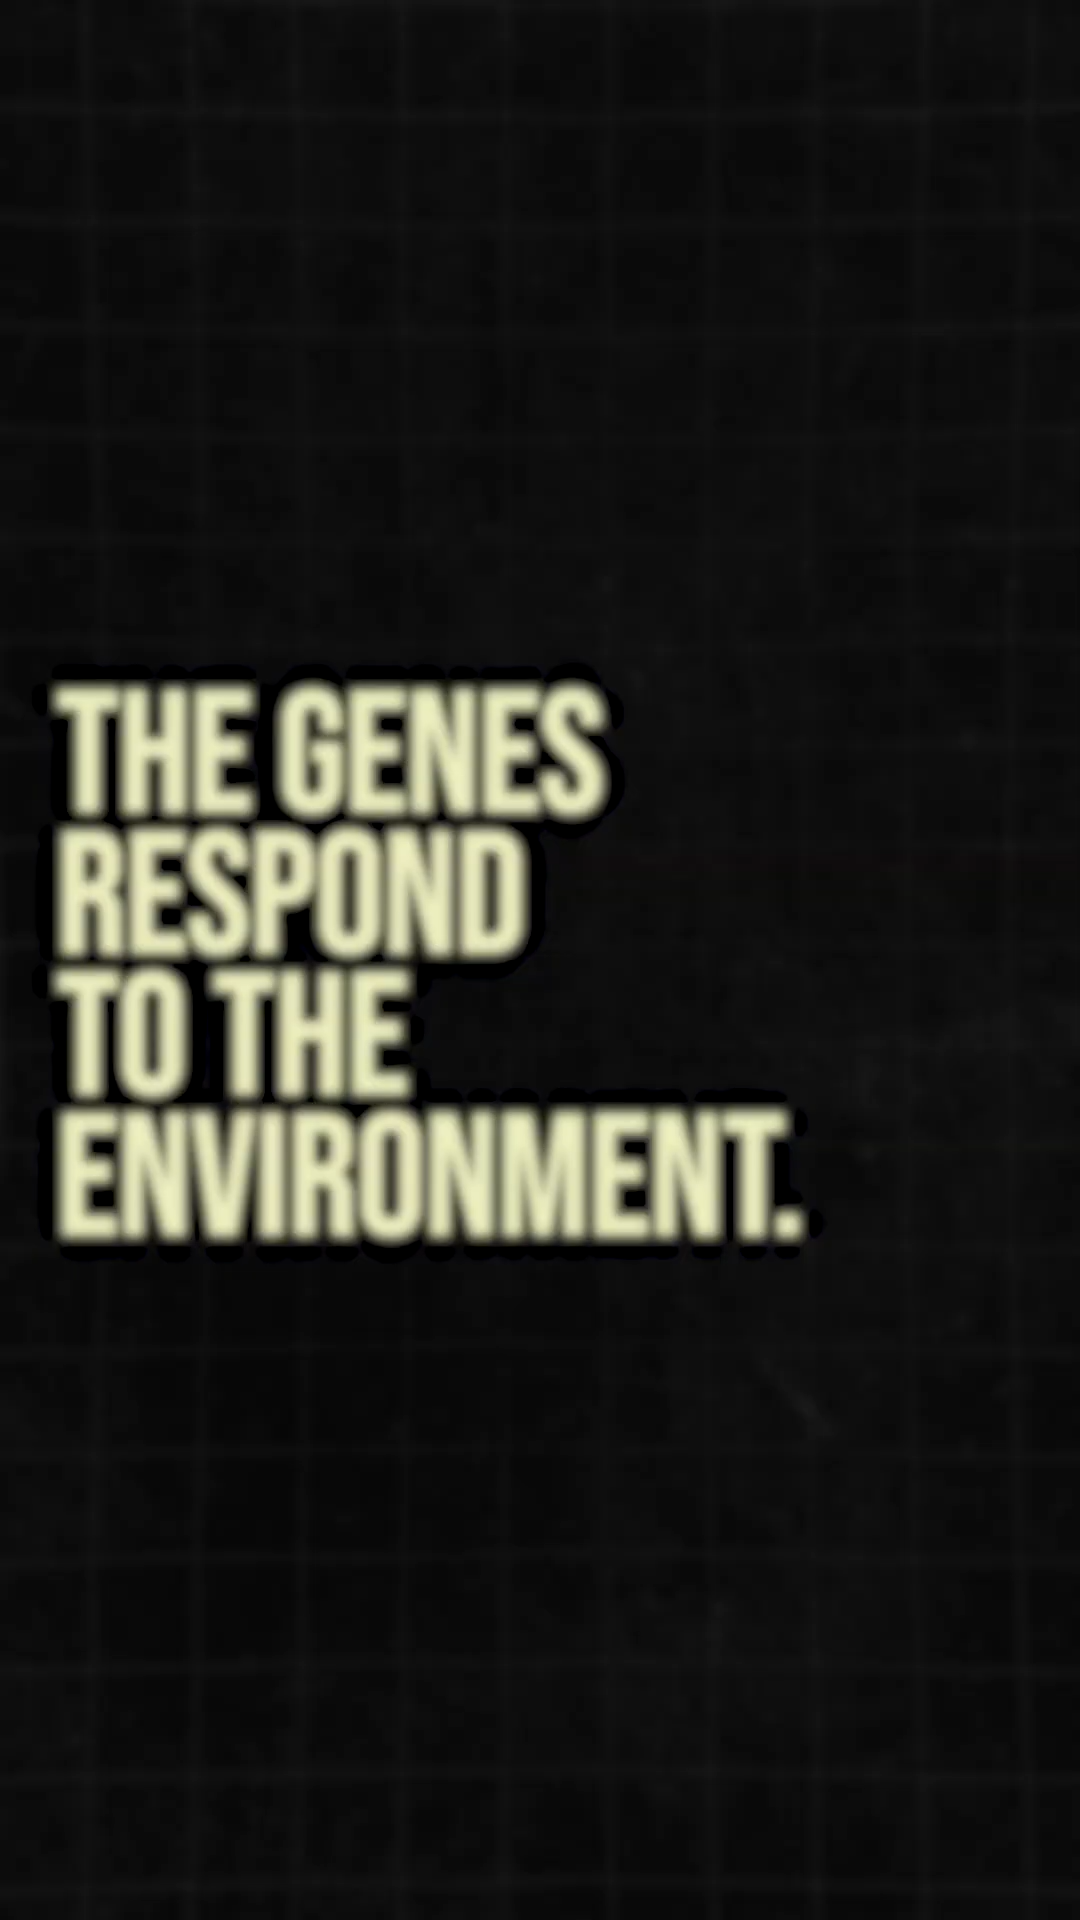 THE GENES
RESPOND
TO THE
ENVIRONMENT.